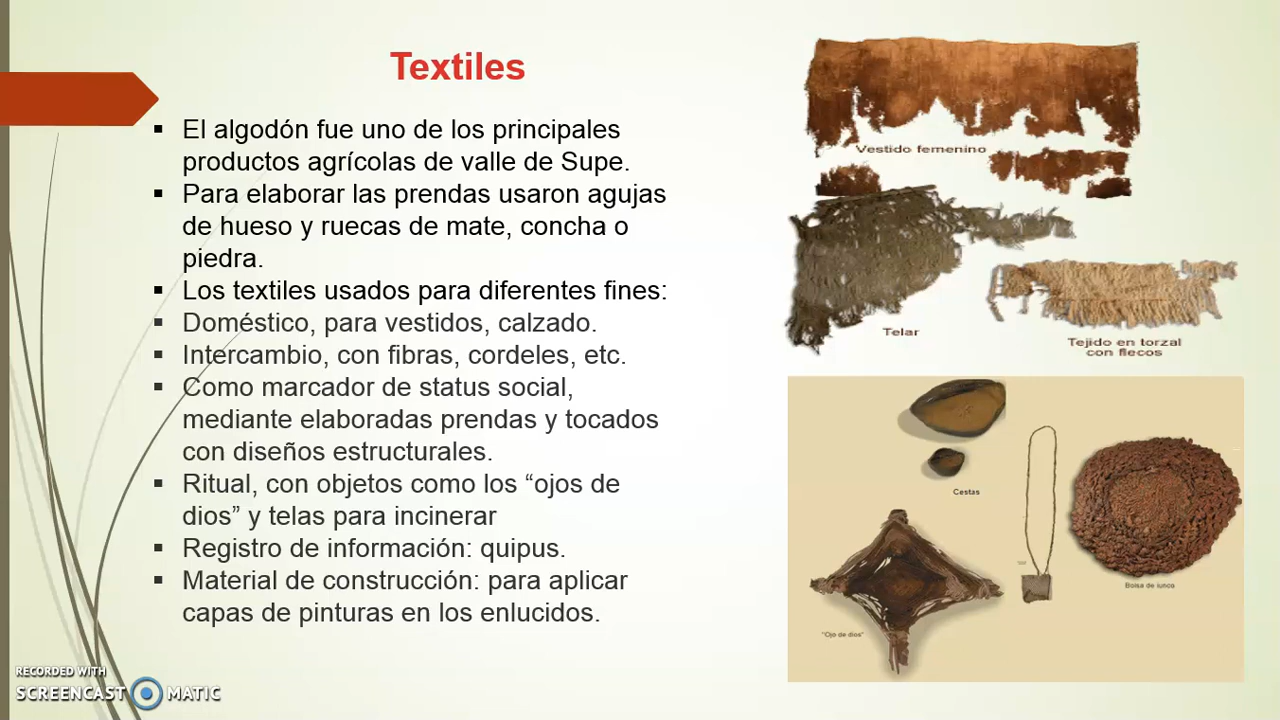 Textiles
El algodón fue uno de los principales
productos agrícolas de valle de Supe.
Para elaborar las prendas usaron agujas
de hueso y ruecas de mate, concha o
piedra.
Los textiles usados para diferentes fines:
Doméstico, para vestidos, calzado.
Intercambio, con fibras, cordeles, etc.
Como marcador de status social,
mediante elaboradas prendas y tocados
con diseños estructurales.
Ritual, con objetos como los “ojos de
dios” y telas para incinerar
Registro de información: quipus.
Material de construcción: para aplicar
capas de pinturas en los enlucidos.
Vestido femenino
Telar
Tejido en torzal
con flecos
Cestas
Bolsa de junco
"Ojo de dios"
RECORDED WITH
SCREENCAST MATIC